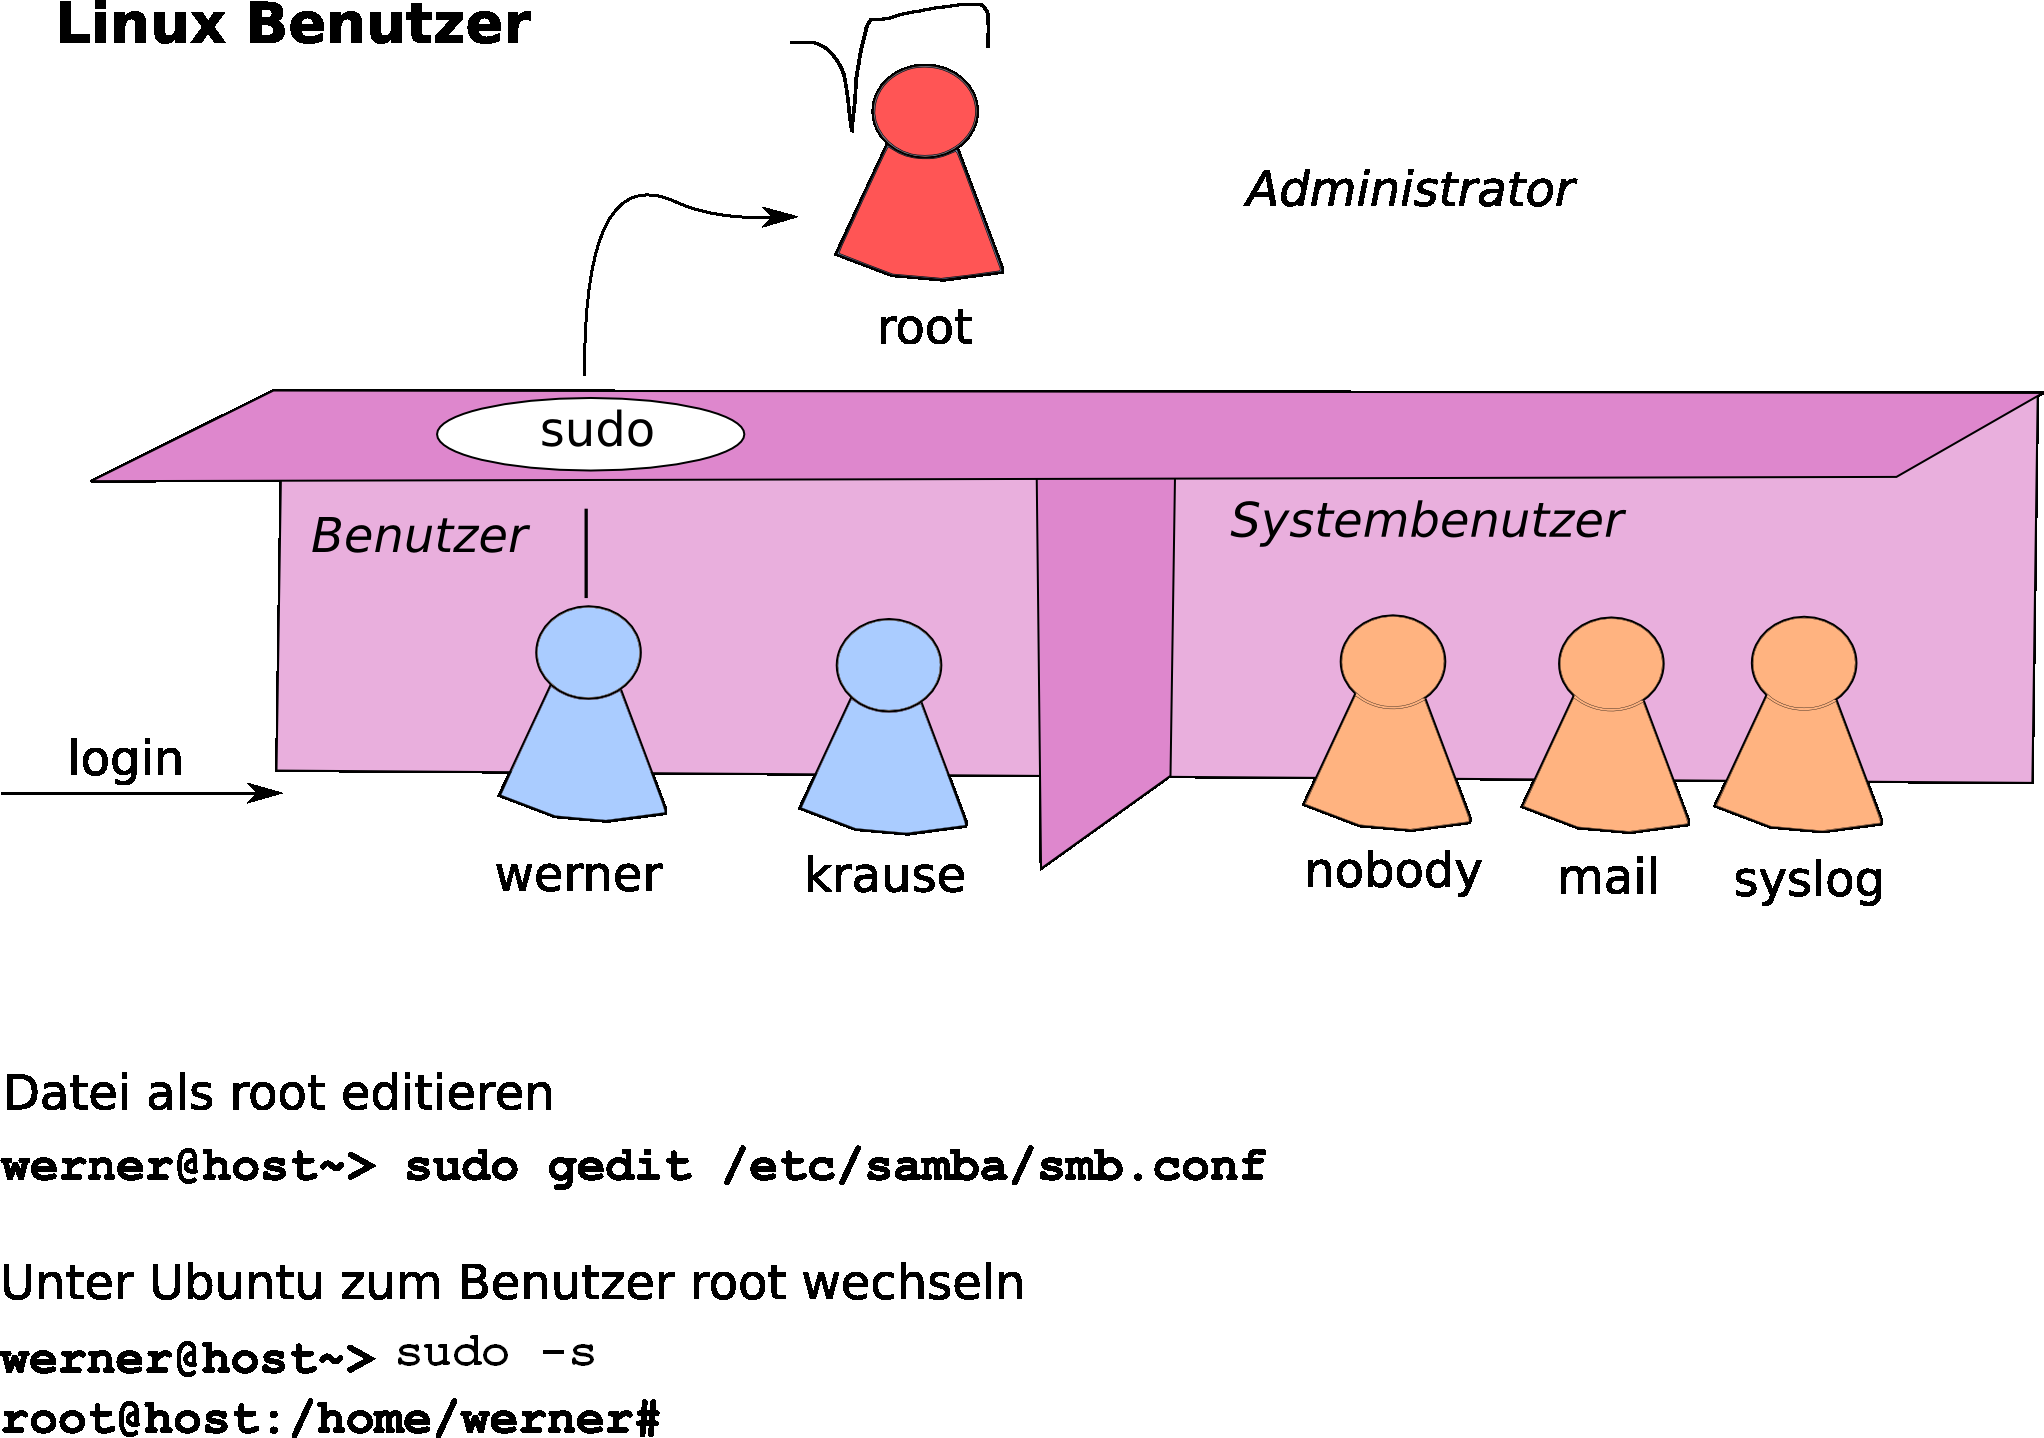 Linux Benutzer
Administrator
root
sudo
Benutzer
Systembenutzer
login
werner
krause
nobody
mail
syslog
Datei als root editieren
werner@host~> sudo gedit /etc/samba/smb.conf
Unter Ubuntu zum Benutzer root wechseln
werner@host~> sudo -s
root@host:/home/werner#